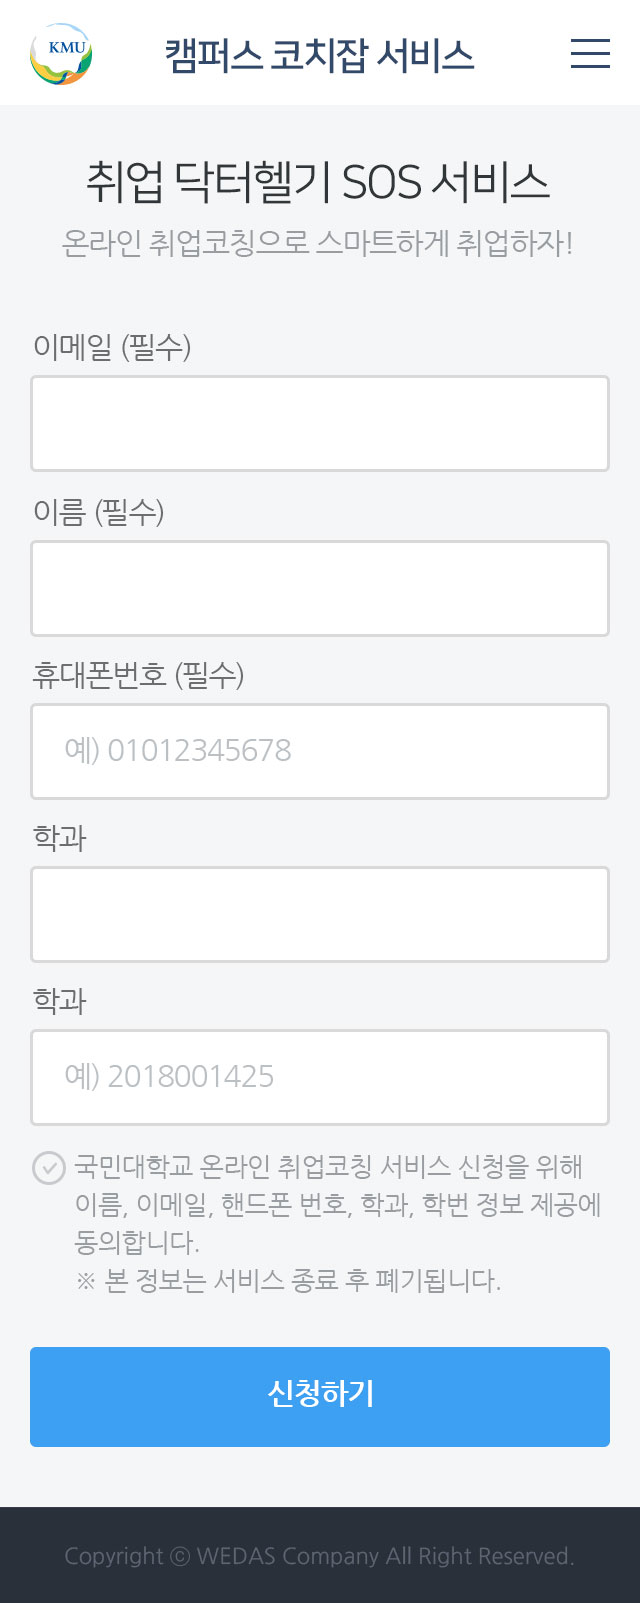 KMU
캠퍼스 코치잡 서비스
취업 닥터헬기 SOS 서비스
온라인 취업코칭으로 스마트하게 취업하자!
이메일 (필수)
이름 (필수)
휴대폰번호 (필수)
예) 01012345678
학과
학과
예) 2018001425
국민대학교 온라인 취업코칭 서비스 신청을 위해
이름, 이메일, 핸드폰 번호, 학과, 학번 정보 제공에
동의합니다.
※ 본 정보는 서비스 종료 후 폐기됩니다.
신청하기
Copyright ⓒ WEDAS Company All Right Reserved.